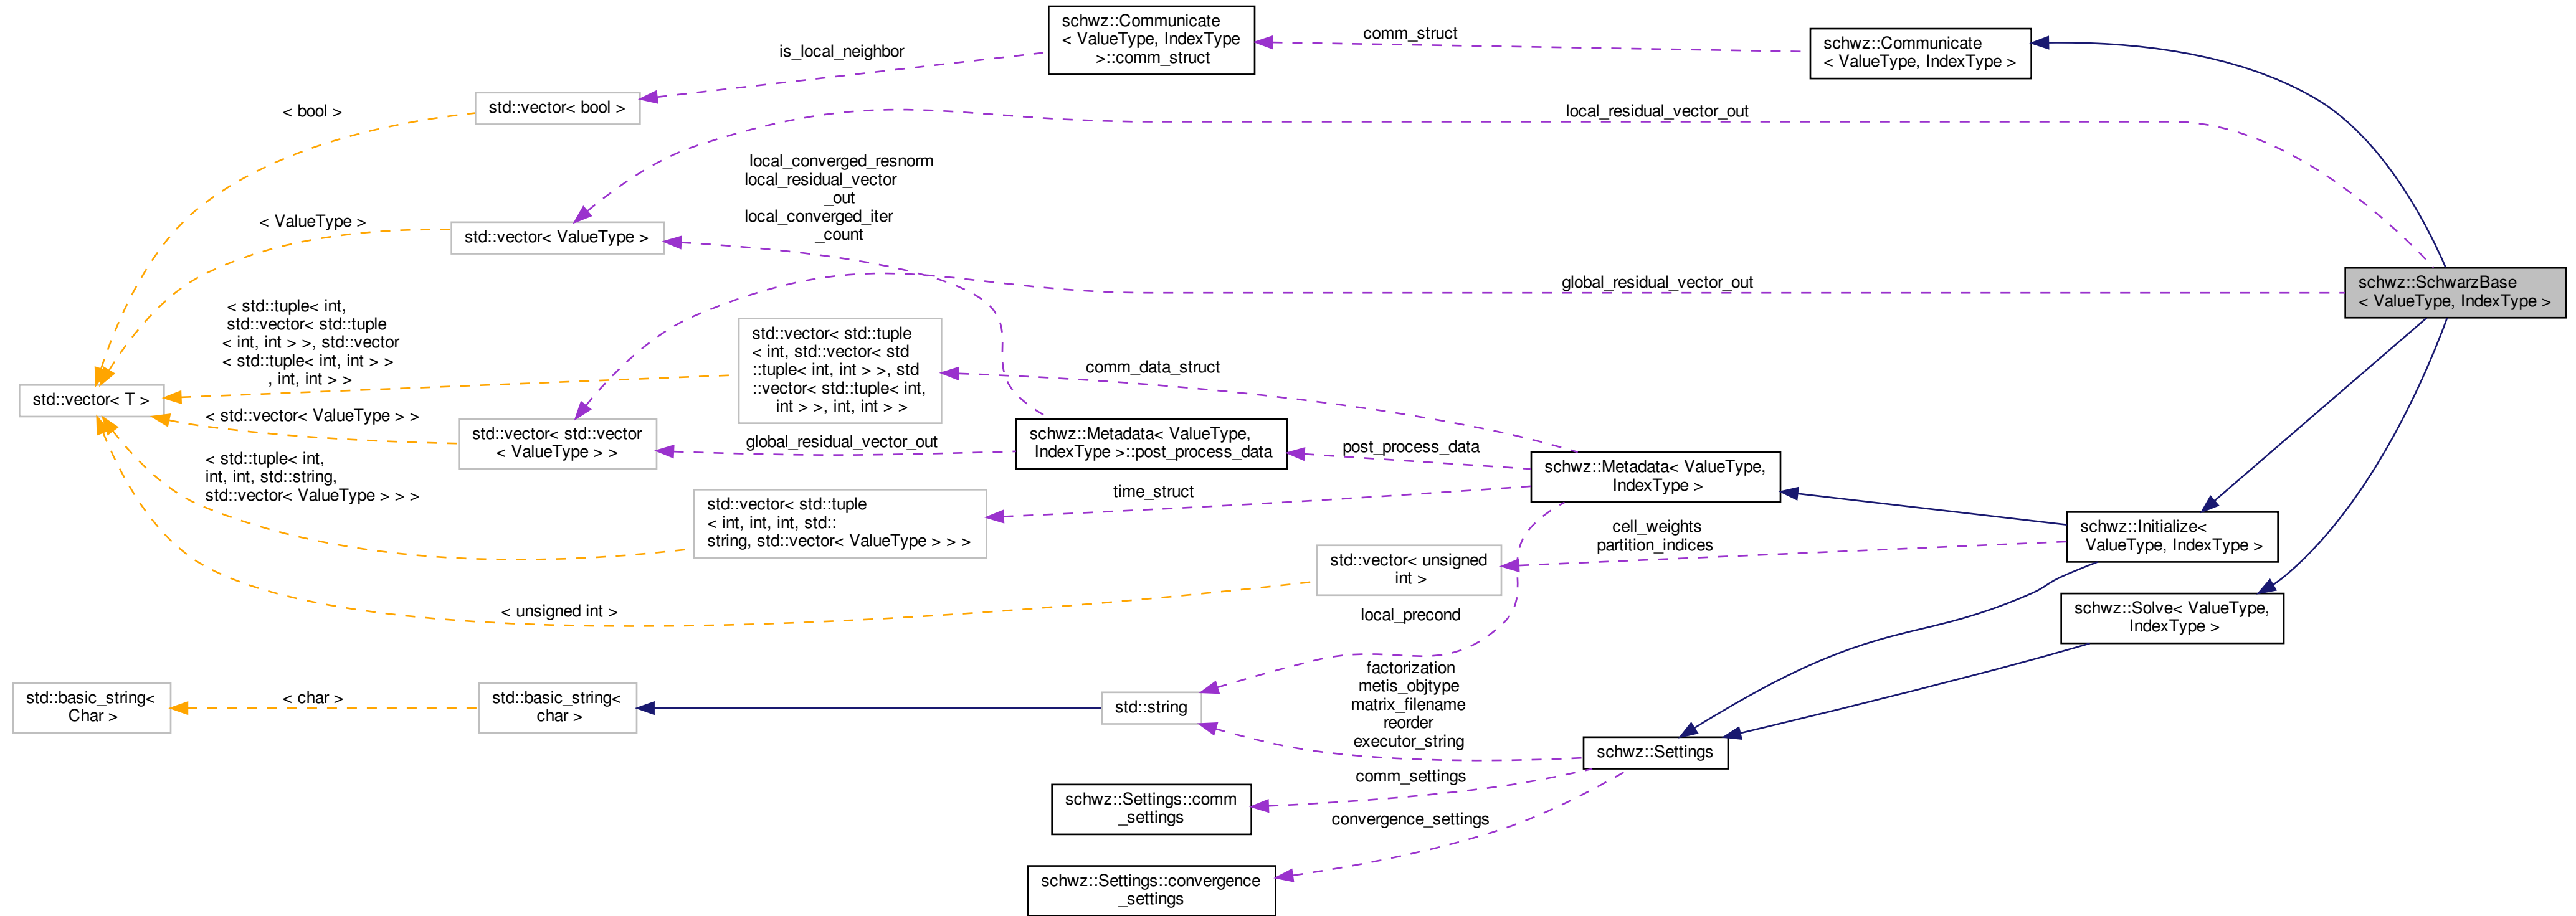 schwz::Communicate
< ValueType, IndexType
>::comm_struct
comm_struct
schwz::Communicate
< ValueType, IndexType >
is_local_neighbor
std::vector< bool >
< bool >
local_residual_vector_out
local_converged_resnorm
local_residual_vector
_out
local_converged_iter
_count
< ValueType >
std::vector< ValueType >
global_residual_vector_out
schwz::SchwarzBase
< ValueType, IndexType >
< std::tuple< int,
std::vector< std::tuple
< int, int > >, std::vector
< std::tuple< int, int > >
, int, int > >
std::vector< std::tuple
< int, std::vector< std
::tuple< int, int > >, std
::vector< std::tuple< int,
int > >, int, int > >
comm_data_struct
std::vector< T >
< std::vector< ValueType > >
std::vector< std::vector
< ValueType > >
global_residual_vector_out
schwz::Metadata< ValueType,
IndexType >::post_process_data
post_process_data
schwz::Metadata< ValueType,
IndexType >
< std::tuple< int,
int, int, std::string,
std::vector< ValueType > > >
std::vector< std::tuple
< int, int, int, std::
string, std::vector< ValueType > > >
time_struct
cell_weights
partition_indices
schwz::Initialize<
ValueType, IndexType >
std::vector< unsigned
int >
< unsigned int >
local_precond
schwz::Solve< ValueType,
IndexType >
factorization
metis_objtype
matrix_filename
reorder
executor_string
std::basic_string<
Char >
< char >
std::basic_string<
char >
std::string
schwz::Settings
comm_settings
schwz::Settings::comm
_settings
convergence_settings
schwz::Settings::convergence
_settings